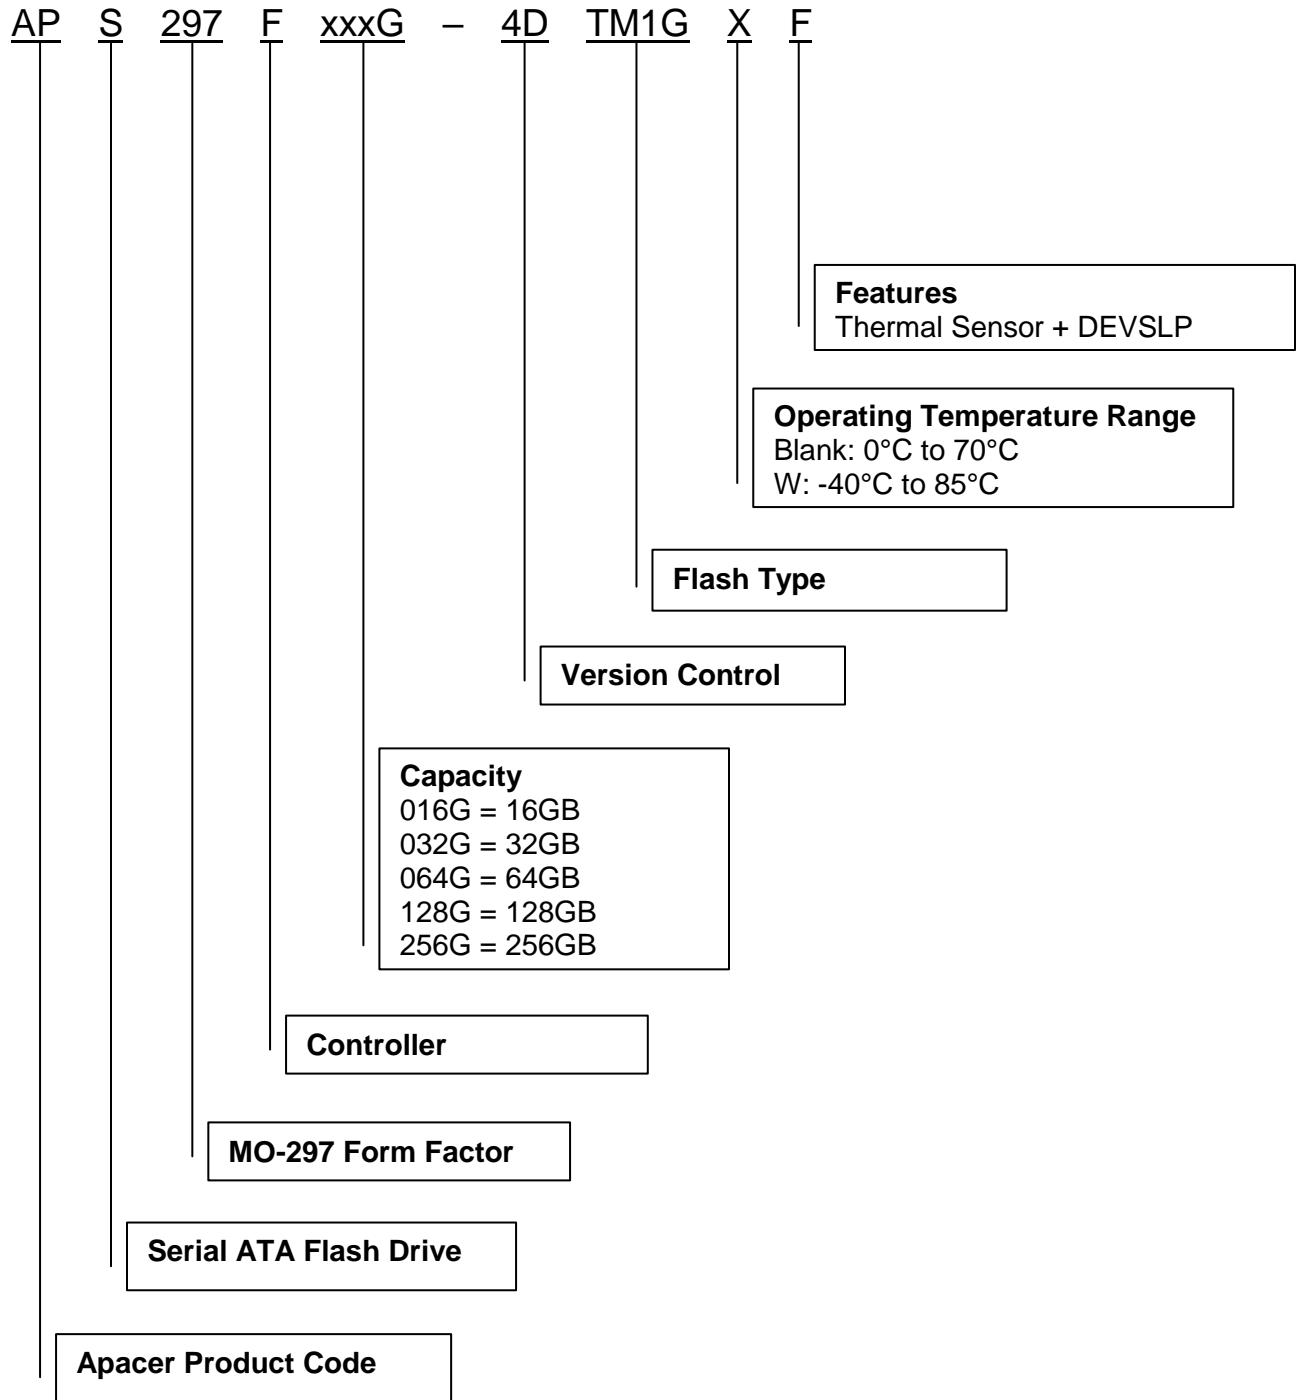 AP S 297 F xxxG – 4D TM1G X F
Features
Thermal Sensor + DEVSLP
Operating Temperature Range
Blank: 0°C to 70°C
W: -40°C to 85°C
Flash Type
Version Control
Capacity
016G = 16GB
032G = 32GB
064G = 64GB
128G = 128GB
256G = 256GB
Controller
MO-297 Form Factor
Serial ATA Flash Drive
Apacer Product Code